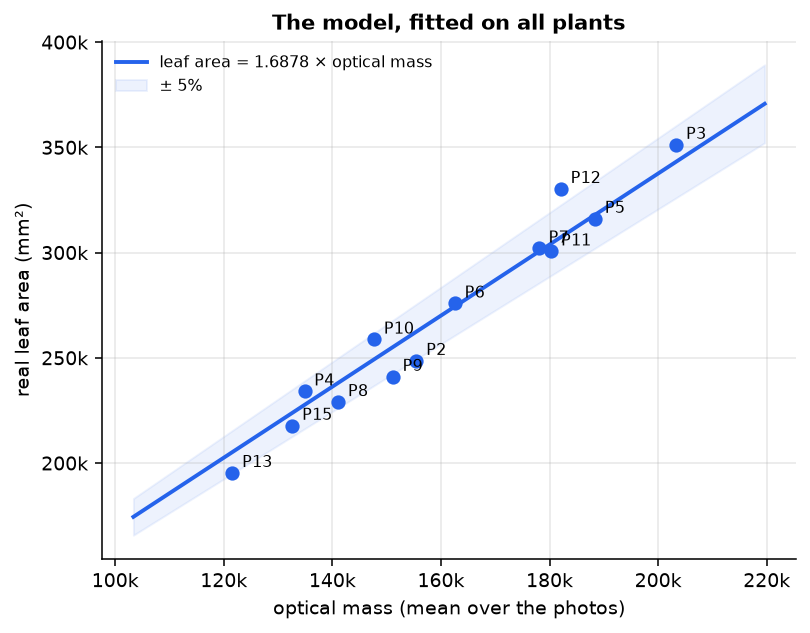 The model, fitted on all plants
leaf area = 1.6878 × optical mass
± 5%
400k
350k
300k
250k
200k
real leaf area (mm²)
P3
P12
P5
P7
P11
P6
P10
P2
P9
P4
P8
P15
P13
100k
120k
140k
160k
180k
200k
220k
optical mass (mean over the photos)